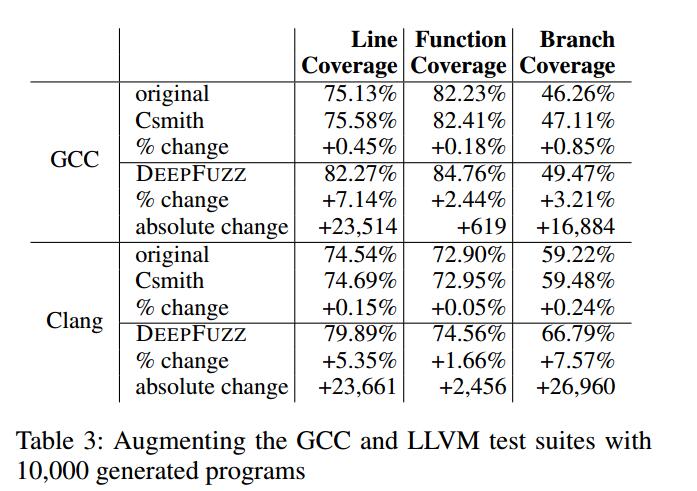 Line Function Branch
Coverage Coverage Coverage
original 75.13% 82.23% 46.26%
Csmith 75.58% 82.41% 47.11%
% change +0.45% +0.18% +0.85%
GCC
DEEPFUZZ 82.27% 84.76% 49.47%
% change +7.14% +2.44% +3.21%
absolute change +23,514 +619 +16,884
original 74.54% 72.90% 59.22%
Csmith 74.69% 72.95% 59.48%
% change +0.15% +0.05% +0.24%
Clang
DEEPFUZZ 79.89% 74.56% 66.79%
% change +5.35% +1.66% +7.57%
absolute change +23,661 +2,456 +26,960
Table 3: Augmenting the GCC and LLVM test suites with
10,000 generated programs